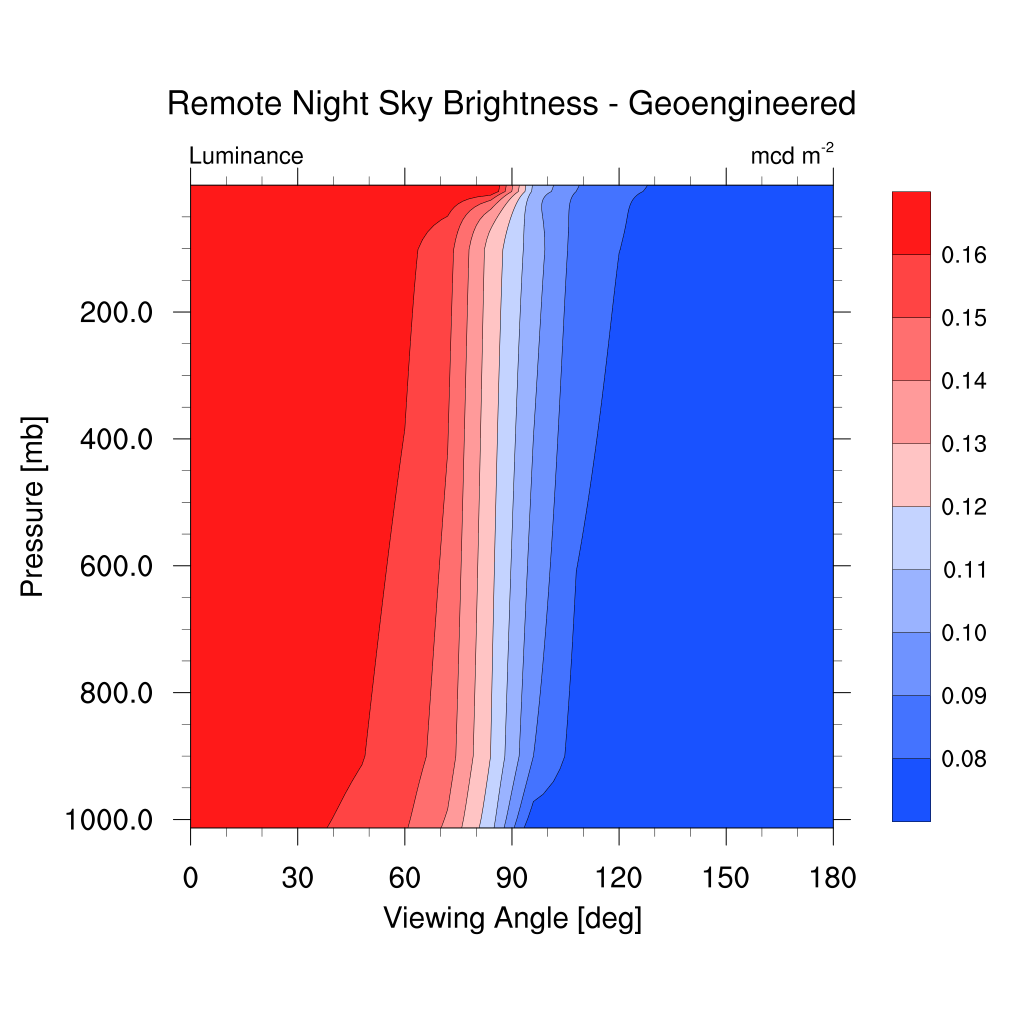 Remote Night Sky Brightness - Geoengineered
Luminance
mcd m-2
0.16
0.15
0.14
0.13
0.12
0.11
0.10
0.09
0.08
Pressure [mb]
200.0
400.0
600.0
800.0
1000.0
0 30 60 90 120 150 180
Viewing Angle [deg]